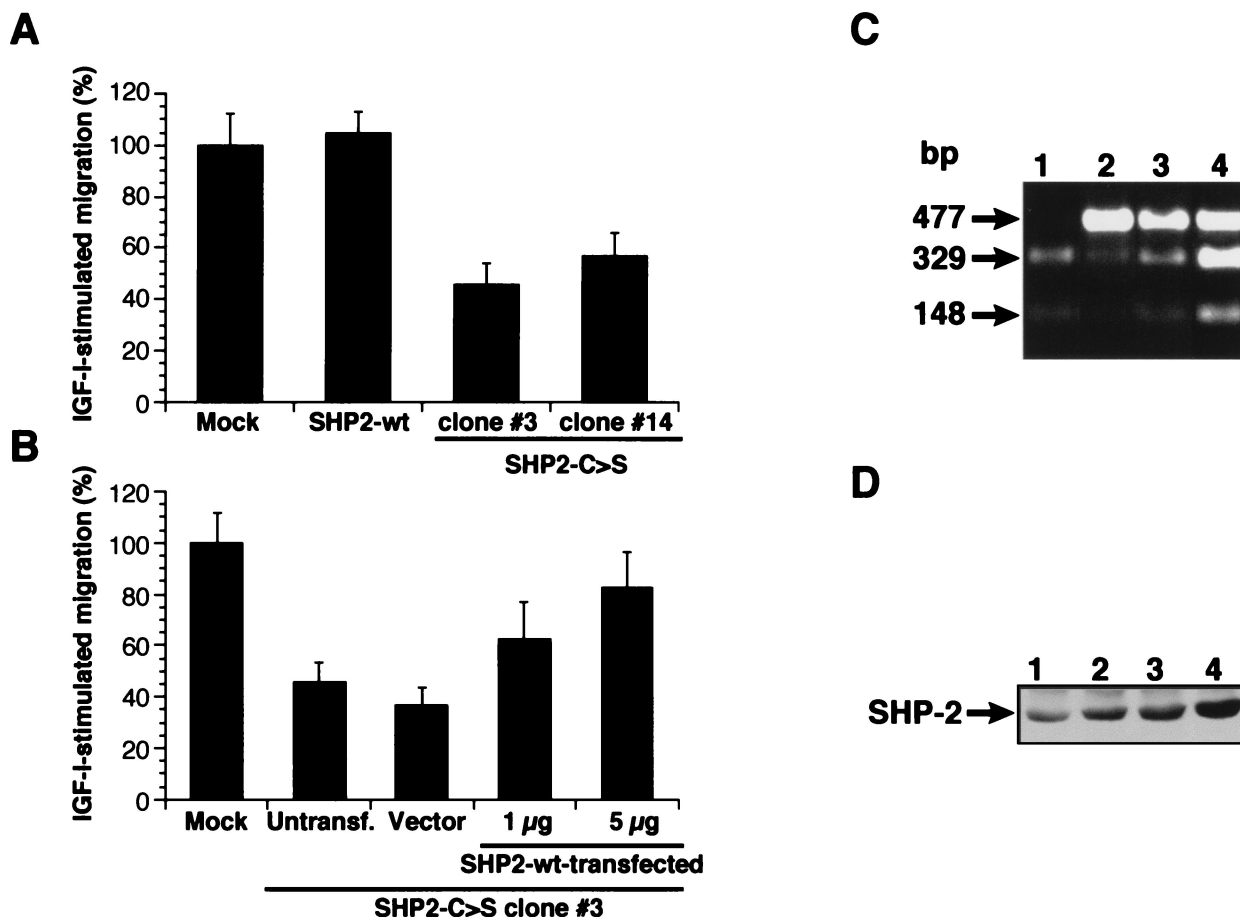 A
IGF-I-stimulated migration (%)
120
100
80
60
40
20
0
Mock SHP2-wt clone #3 clone #14
SHP2-C>S
B
IGF-I-stimulated migration (%)
120
100
80
60
40
20
0
Mock Untransf. Vector 1 µg 5 µg
SHP2-wt-transfected
SHP2-C>S clone #3
C
bp 1 2 3 4
477
329
148
D
1 2 3 4
SHP-2